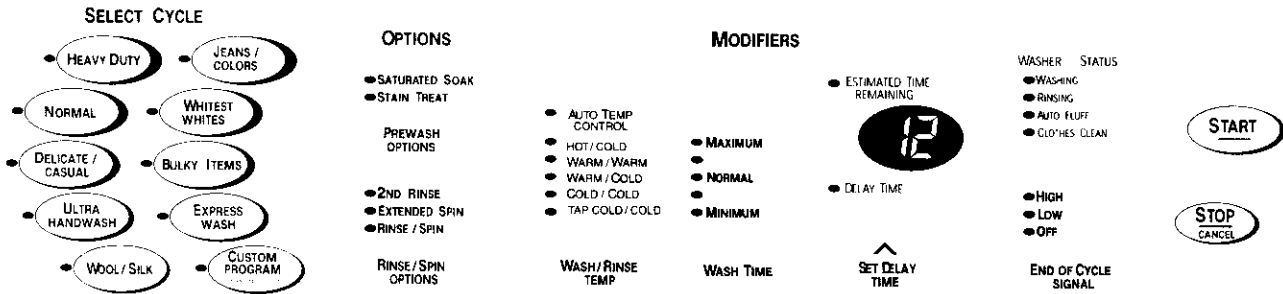 SELECT CYCLE
HEAVY DUTY
JEANS /
COLORS
NORMAL
WHITEST
WHITES
DELICATE /
CASUAL
BULKY ITEMS
ULTRA
HANDWASH
EXPRESS
WASH
WOOL / SILK
CUSTOM
PROGRAM
OPTIONS
SATURATED SOAK
STAIN TREAT
PREWASH
OPTIONS
2ND RINSE
EXTENDED SPIN
RINSE / SPIN
RINSE/SPIN
OPTIONS
MODIFIERS
AUTO TEMP
CONTROL
HOT / COLD
WARM / WARM
WARM / COLD
COLD / COLD
TAP COLD / COLD
WASH/RINSE
TEMP
MAXIMUM
NORMAL
MINIMUM
WASH TIME
ESTIMATED TIME
REMAINING
12
DELAY TIME
SET DELAY
TIME
WASHER STATUS
WASHING
RINSING
AUTO FLUFF
CLOTHES CLEAN
HIGH
LOW
OFF
END OF CYCLE
SIGNAL
START
STOP
CANCEL